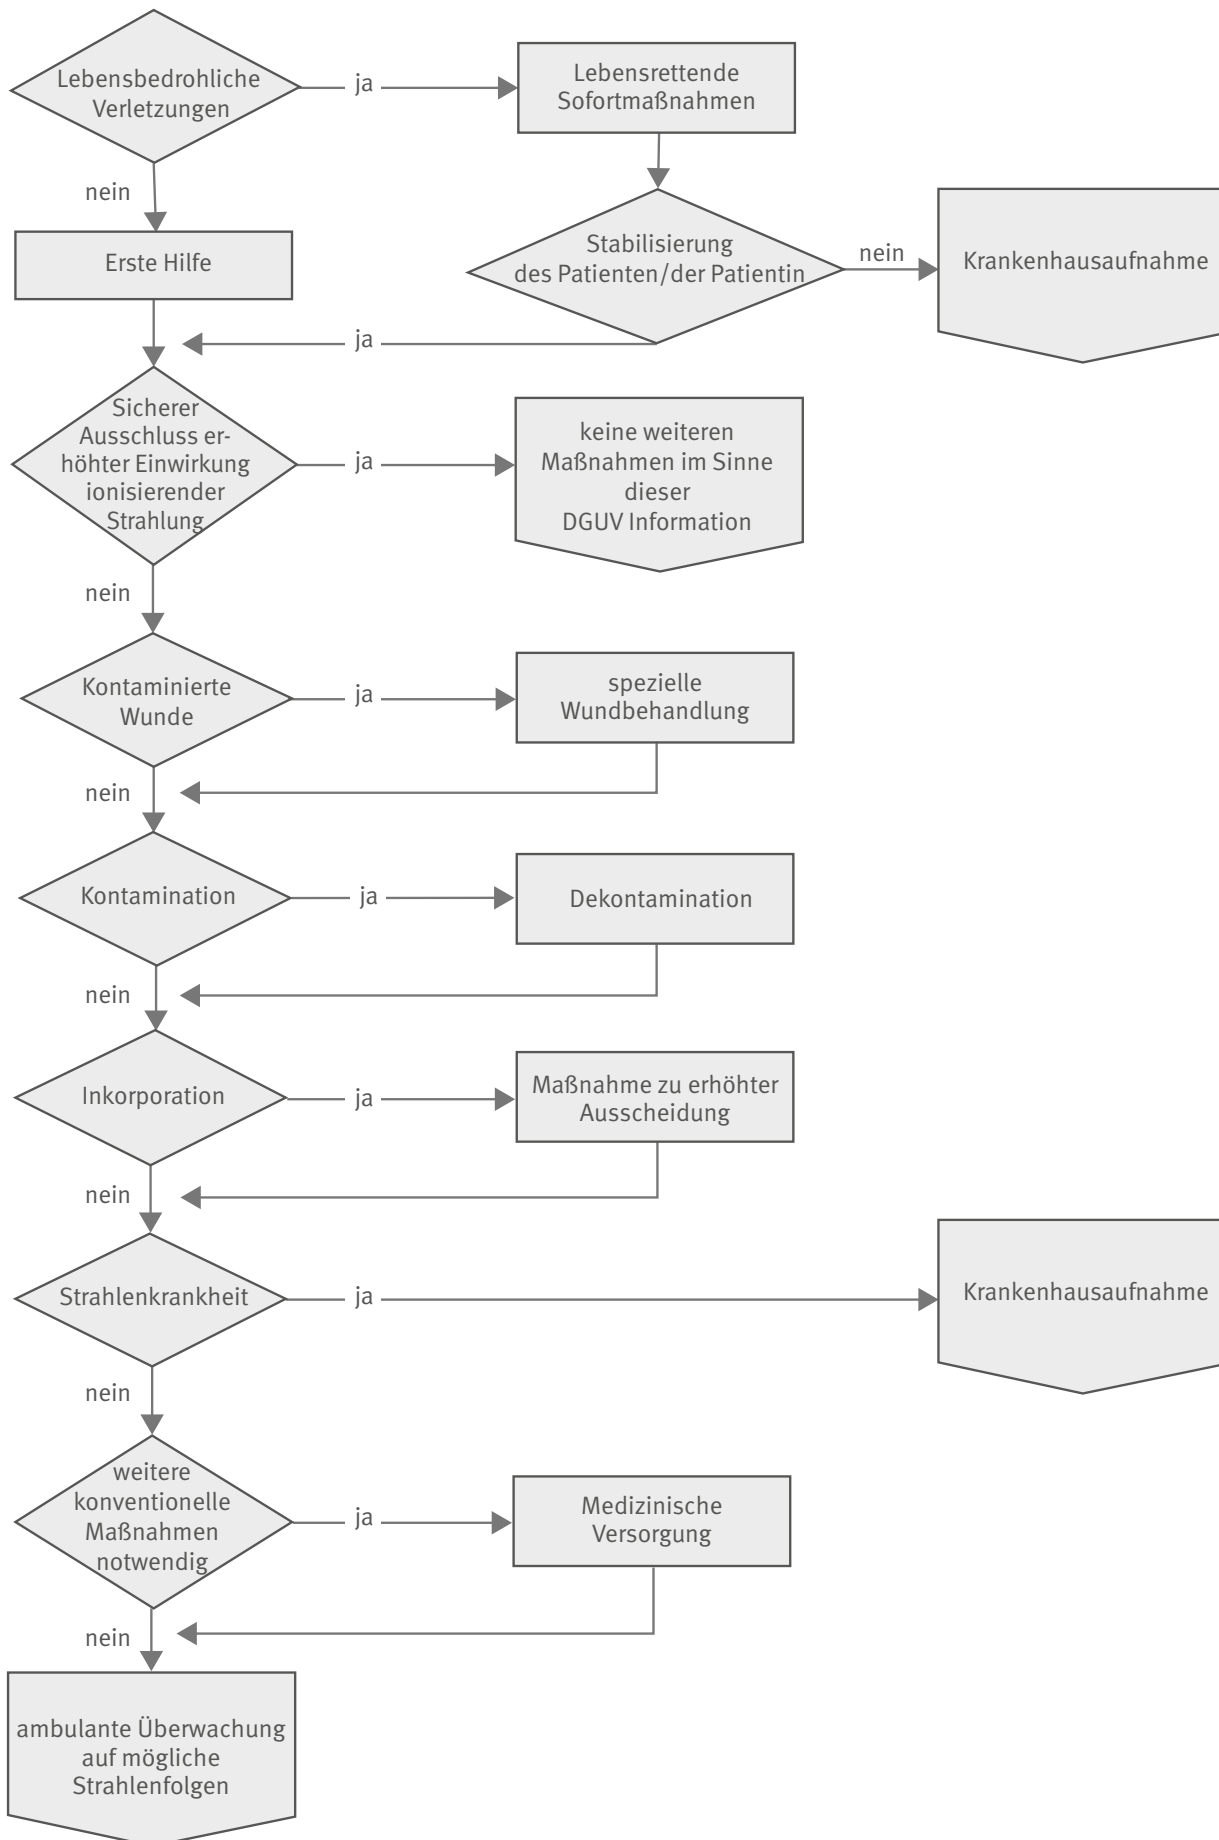 Lebensbedrohliche
Verletzungen
ja
Lebensrettende
Sofortmaßnahmen
nein
Erste Hilfe
Stabilisierung
des Patienten/der Patientin
nein
Krankenhausaufnahme
ja
Sicherer
Ausschluss er-
höhter Einwirkung
ionisierender
Strahlung
ja
keine weiteren
Maßnahmen im Sinne
dieser
DGUV Information
nein
Kontaminierte
Wunde
ja
spezielle
Wundbehandlung
nein
Kontamination
ja
Dekontamination
nein
Inkorporation
ja
Maßnahme zu erhöhter
Ausscheidung
nein
Strahlenkrankheit
ja
Krankenhausaufnahme
nein
weitere
konventionelle
Maßnahmen
notwendig
ja
Medizinische
Versorgung
nein
ambulante Überwachung
auf mögliche
Strahlenfolgen